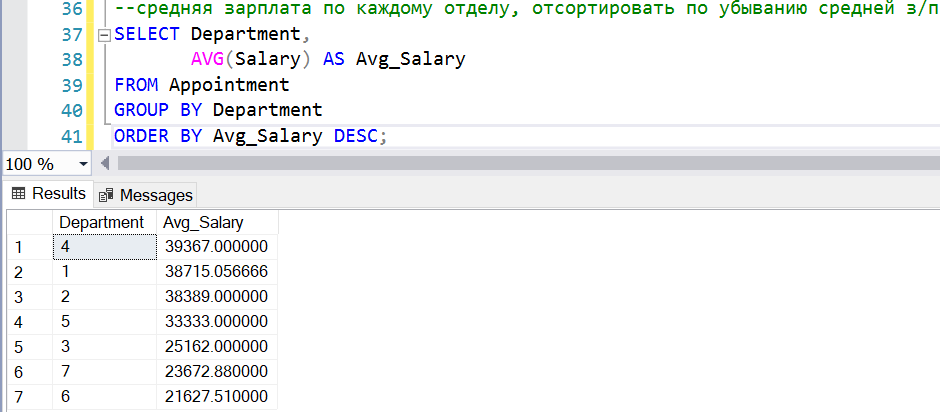 36 --средняя зарплата по каждому отделу, отсортировать по убыванию средней з/п
37 SELECT Department,
38 AVG(Salary) AS Avg_Salary
39 FROM Appointment
40 GROUP BY Department
41 ORDER BY Avg_Salary DESC;
100 %
Results Messages
Department Avg_Salary
1 4 39367.000000
2 1 38715.056666
3 2 38389.000000
4 5 33333.000000
5 3 25162.000000
6 7 23672.880000
7 6 21627.510000